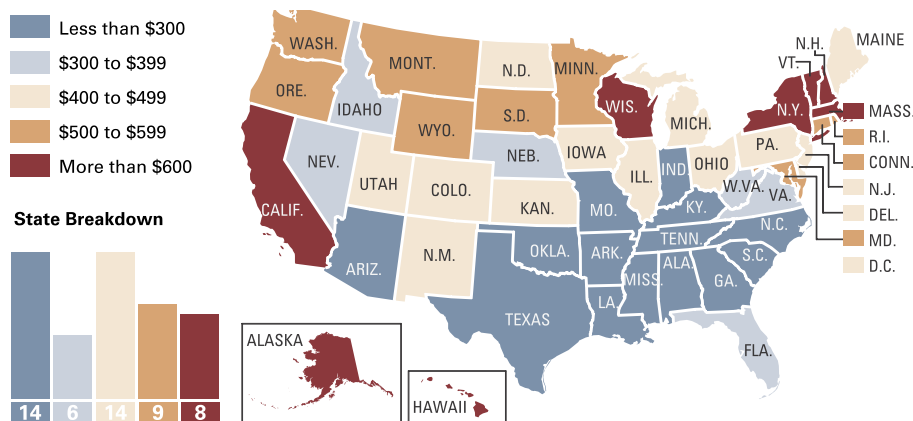 Less than $300
$300 to $399
$400 to $499
$500 to $599
More than $600
State Breakdown
14
6
14
9
8
WASH.
ORE.
CALIF.
IDAHO
NEV.
MONT.
WYO.
UTAH
COLO.
ARIZ.
N.M.
N.D.
S.D.
NEB.
KAN.
OKLA.
TEXAS
MINN.
IOWA
MO.
ARK.
LA.
WIS.
ILL.
IND.
MICH.
OHIO
KY.
TENN.
MISS.
ALA.
GA.
FLA.
S.C.
N.C.
VA.
W.VA.
PA.
N.Y.
VT.
N.H.
MAINE
MASS.
R.I.
CONN.
N.J.
DEL.
MD.
D.C.
ALASKA
HAWAII